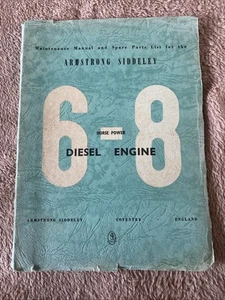 Maintenance Manual and Spare Parts List for the
ARMSTRONG SIDDELEY
6 8
HORSE POWER
DIESEL ENGINE
ARMSTRONG SIDDELEY · COVENTRY · ENGLAND